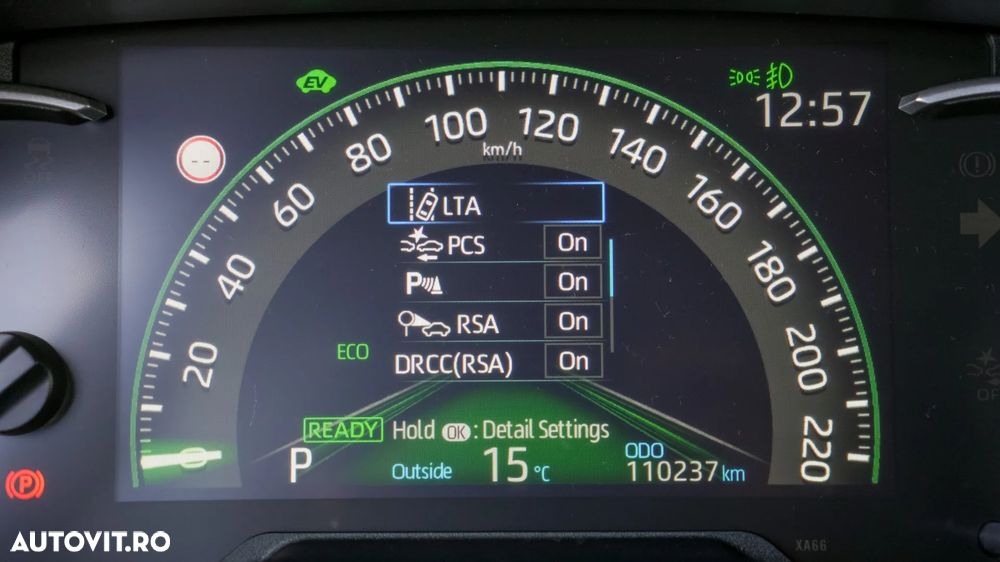 EV
12:57
20
40
60
80
100
120
140
160
180
200
220
km/h
--
LTA
PCS On
P On
RSA On
DRCC(RSA) On
ECO
READY Hold OK : Detail Settings
P Outside 15 °C ODO 110237 km
(P)
AUTOVIT.RO
XA66